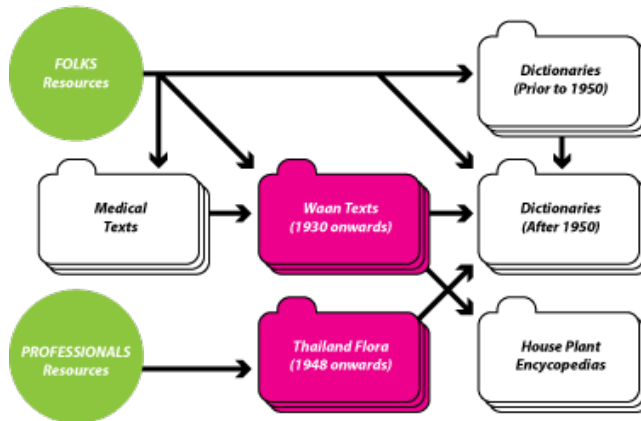 FOLKS
Resources
Dictionaries
(Prior to 1950)
Medical
Texts
Waan Texts
(1930 onwards)
Dictionaries
(After 1950)
PROFESSIONALS
Resources
Thailand Flora
(1948 onwards)
House Plant
Encycopedias